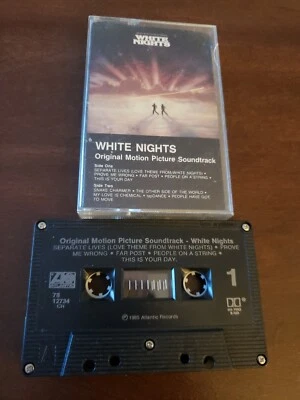 WHITE
NIGHTS
WHITE NIGHTS
Original Motion Picture Soundtrack
Side One
SEPARATE LIVES (LOVE THEME FROM WHITE NIGHTS) •
PROVE ME WRONG • FAR POST • PEOPLE ON A STRING •
THIS IS YOUR DAY
Side Two
SNAKE CHARMER • THE OTHER SIDE OF THE WORLD •
MY LOVE IS CHEMICAL • tapDANCE • PEOPLE HAVE GOT
TO MOVE
Original Motion Picture Soundtrack - White Nights
SEPARATE LIVES (LOVE THEME FROM WHITE NIGHTS) • PROVE
ME WRONG • FAR POST • PEOPLE ON A STRING •
THIS IS YOUR DAY
1
78
12734
© 1985 Atlantic Records